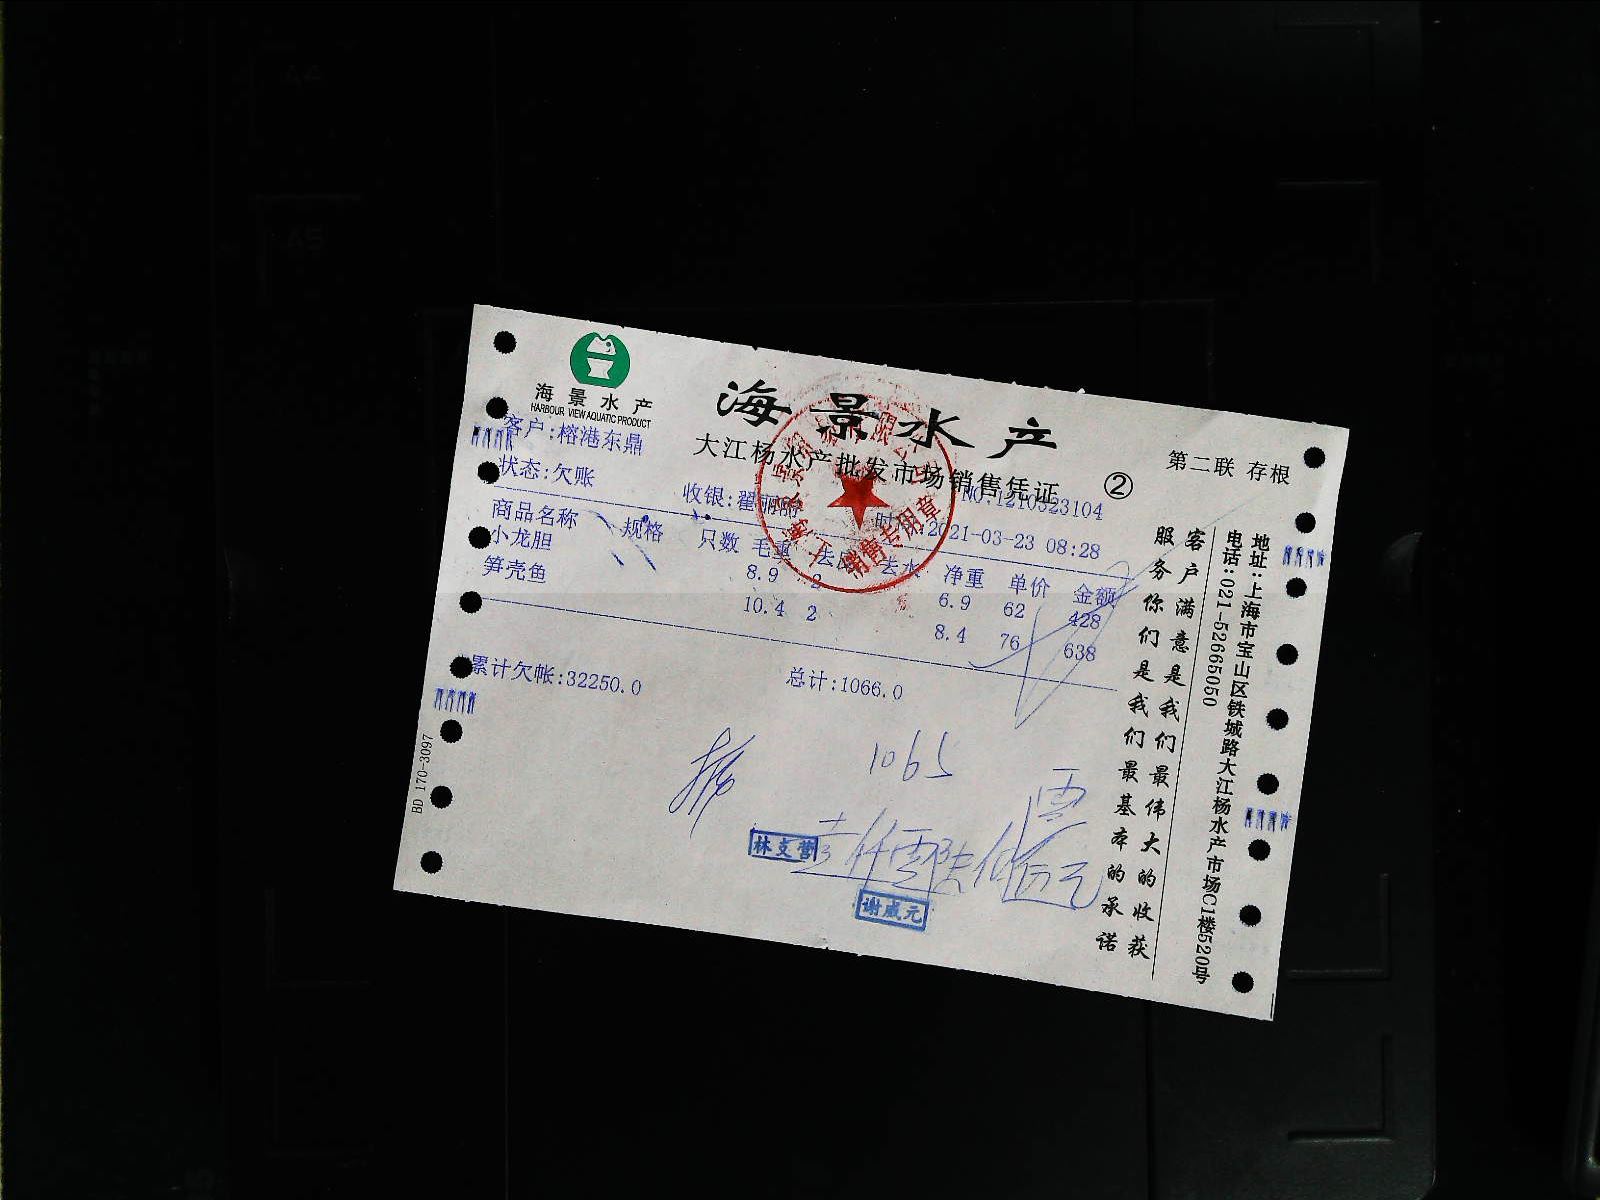 海景水产
HARBOUR VIEW AQUATIC PRODUCT
海景水产
大江杨水产批发市场销售凭证
②
第二联 存根
客户:榕港东鼎
NO:1210323104
状态:欠账
收银:翟丽丽
2021-03-23 08:28
商品名称 规格 只数 毛重 去 去水 净重 单价 金额
小龙胆 8.9 2 6.9 62 428
笋壳鱼 10.4 2 8.4 76 638
累计欠帐:32250.0 总计:1066.0
1065
林支营
谢威元
销售专用章
BD 170-3097
客户满意是我们最伟大的收获
服务你们是我们最基本的承诺
地址:上海市宝山区铁城路大江杨水产市场C1楼520号
电话:021-52665050